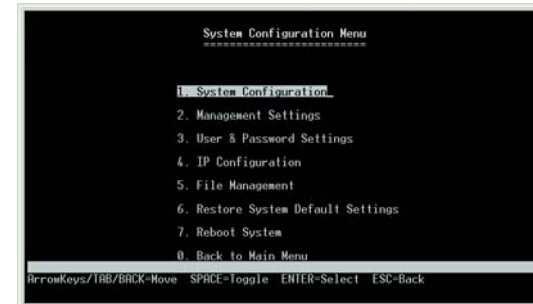 System Configuration Menu
=========================
1. System Configuration_
2. Management Settings
3. User & Password Settings
4. IP Configuration
5. File Management
6. Restore System Default Settings
7. Reboot System
0. Back to Main Menu
ArrowKeys/TAB/BACK=Move  SPACE=Toggle  ENTER=Select  ESC=Back